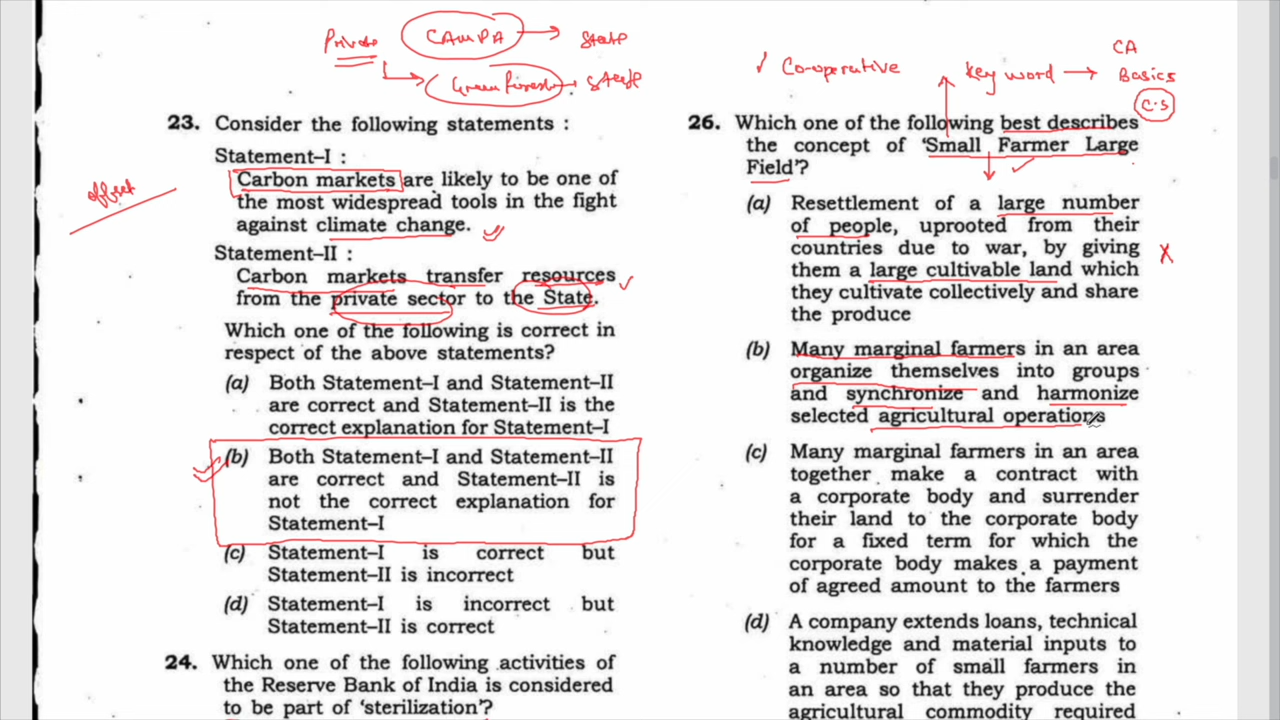 Private
CAMPA
State
Green Forest
State
✓ Co-operative
Key word
CA
Basics
C.S
offset
23. Consider the following statements :
Statement–I :
Carbon markets are likely to be one of
the most widespread tools in the fight
against climate change.
Statement–II :
Carbon markets transfer resources
from the private sector to the State.
Which one of the following is correct in
respect of the above statements?
(a) Both Statement–I and Statement–II
are correct and Statement–II is the
correct explanation for Statement–I
(b) Both Statement–I and Statement–II
are correct and Statement–II is
not the correct explanation for
Statement–I
(c) Statement–I is correct but
Statement–II is incorrect
(d) Statement–I is incorrect but
Statement–II is correct
24. Which one of the following activities of
the Reserve Bank of India is considered
to be part of ‘sterilization’?
26. Which one of the following best describes
the concept of ‘Small Farmer Large
Field’?
(a) Resettlement of a large number
of people, uprooted from their
countries due to war, by giving
them a large cultivable land which
they cultivate collectively and share
the produce
(b) Many marginal farmers in an area
organize themselves into groups
and synchronize and harmonize
selected agricultural operations
(c) Many marginal farmers in an area
together make a contract with
a corporate body and surrender
their land to the corporate body
for a fixed term for which the
corporate body makes a payment
of agreed amount to the farmers
(d) A company extends loans, technical
knowledge and material inputs to
a number of small farmers in
an area so that they produce the
agricultural commodity required